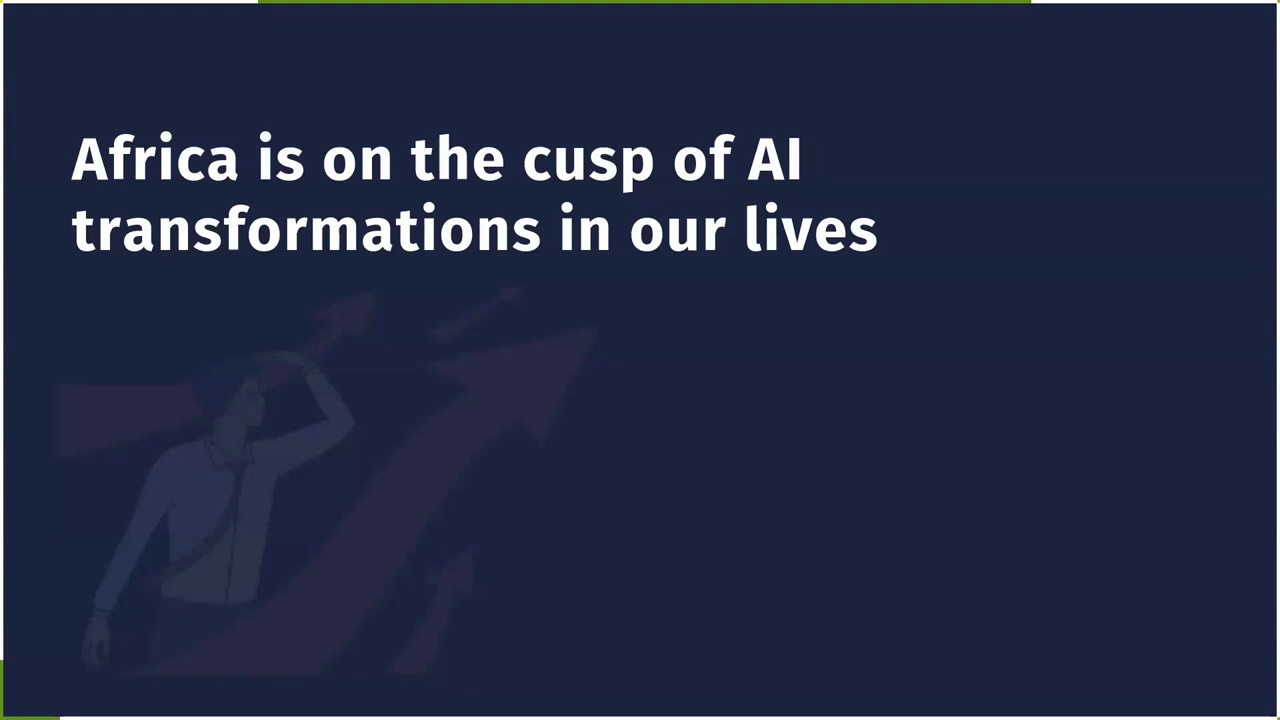 Africa is on the cusp of AI
transformations in our lives